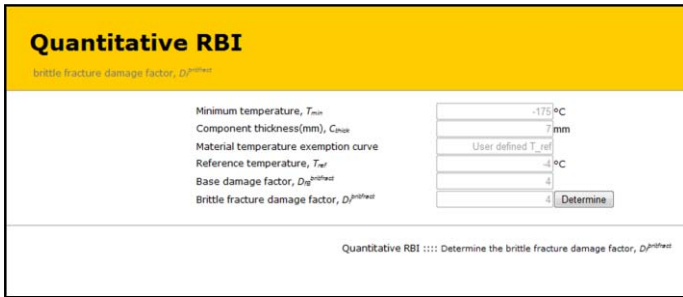 Quantitative RBI
brittle fracture damage factor, Df^britfract
Minimum temperature, Tmin -175 °C
Component thickness(mm), Cthick 7 mm
Material temperature exemption curve User defined T_ref
Reference temperature, Tref -4 °C
Base damage factor, DfB^britfract 4
Brittle fracture damage factor, Df^britfract 4 Determine
Quantitative RBI :::: Determine the brittle fracture damage factor, Df^britfract